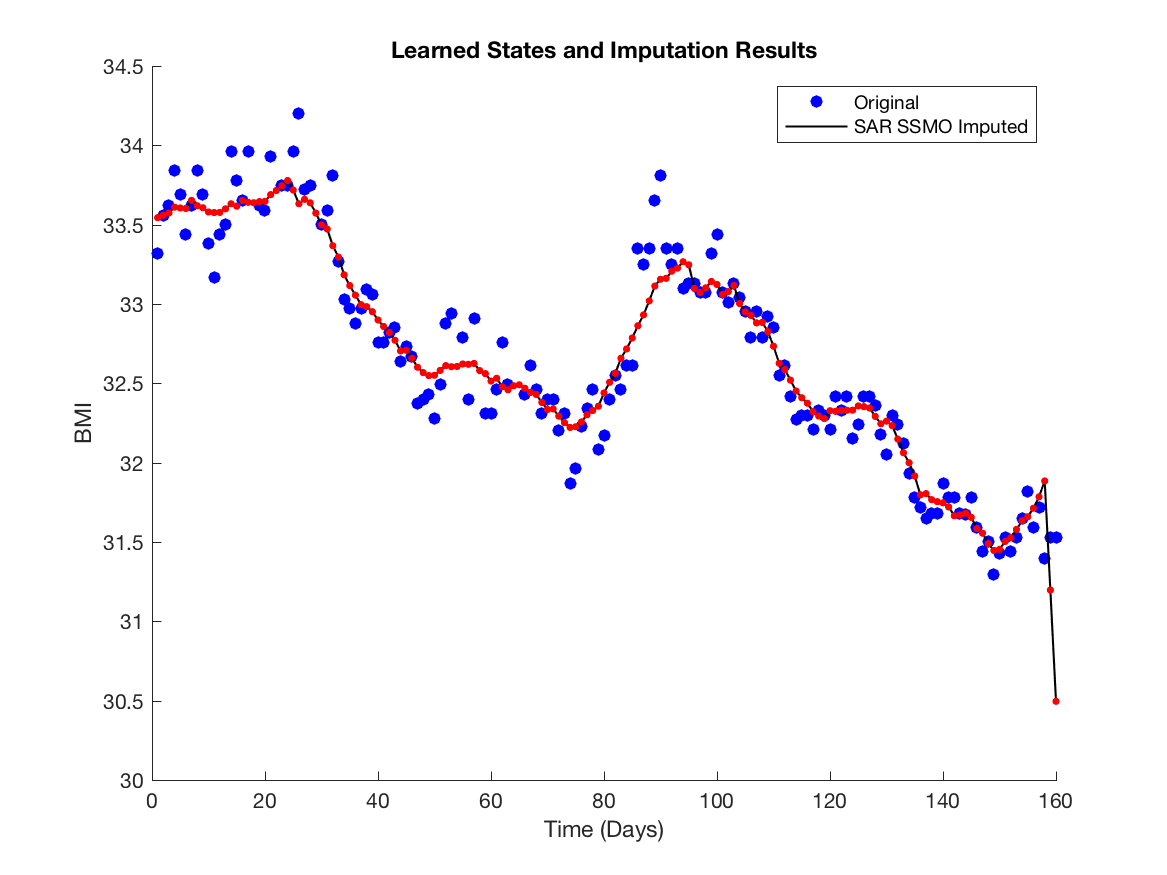 Learned States and Imputation Results
Original
SAR SSMO Imputed
34.5
34
33.5
33
32.5
32
31.5
31
30.5
30
BMI
0 20 40 60 80 100 120 140 160
Time (Days)